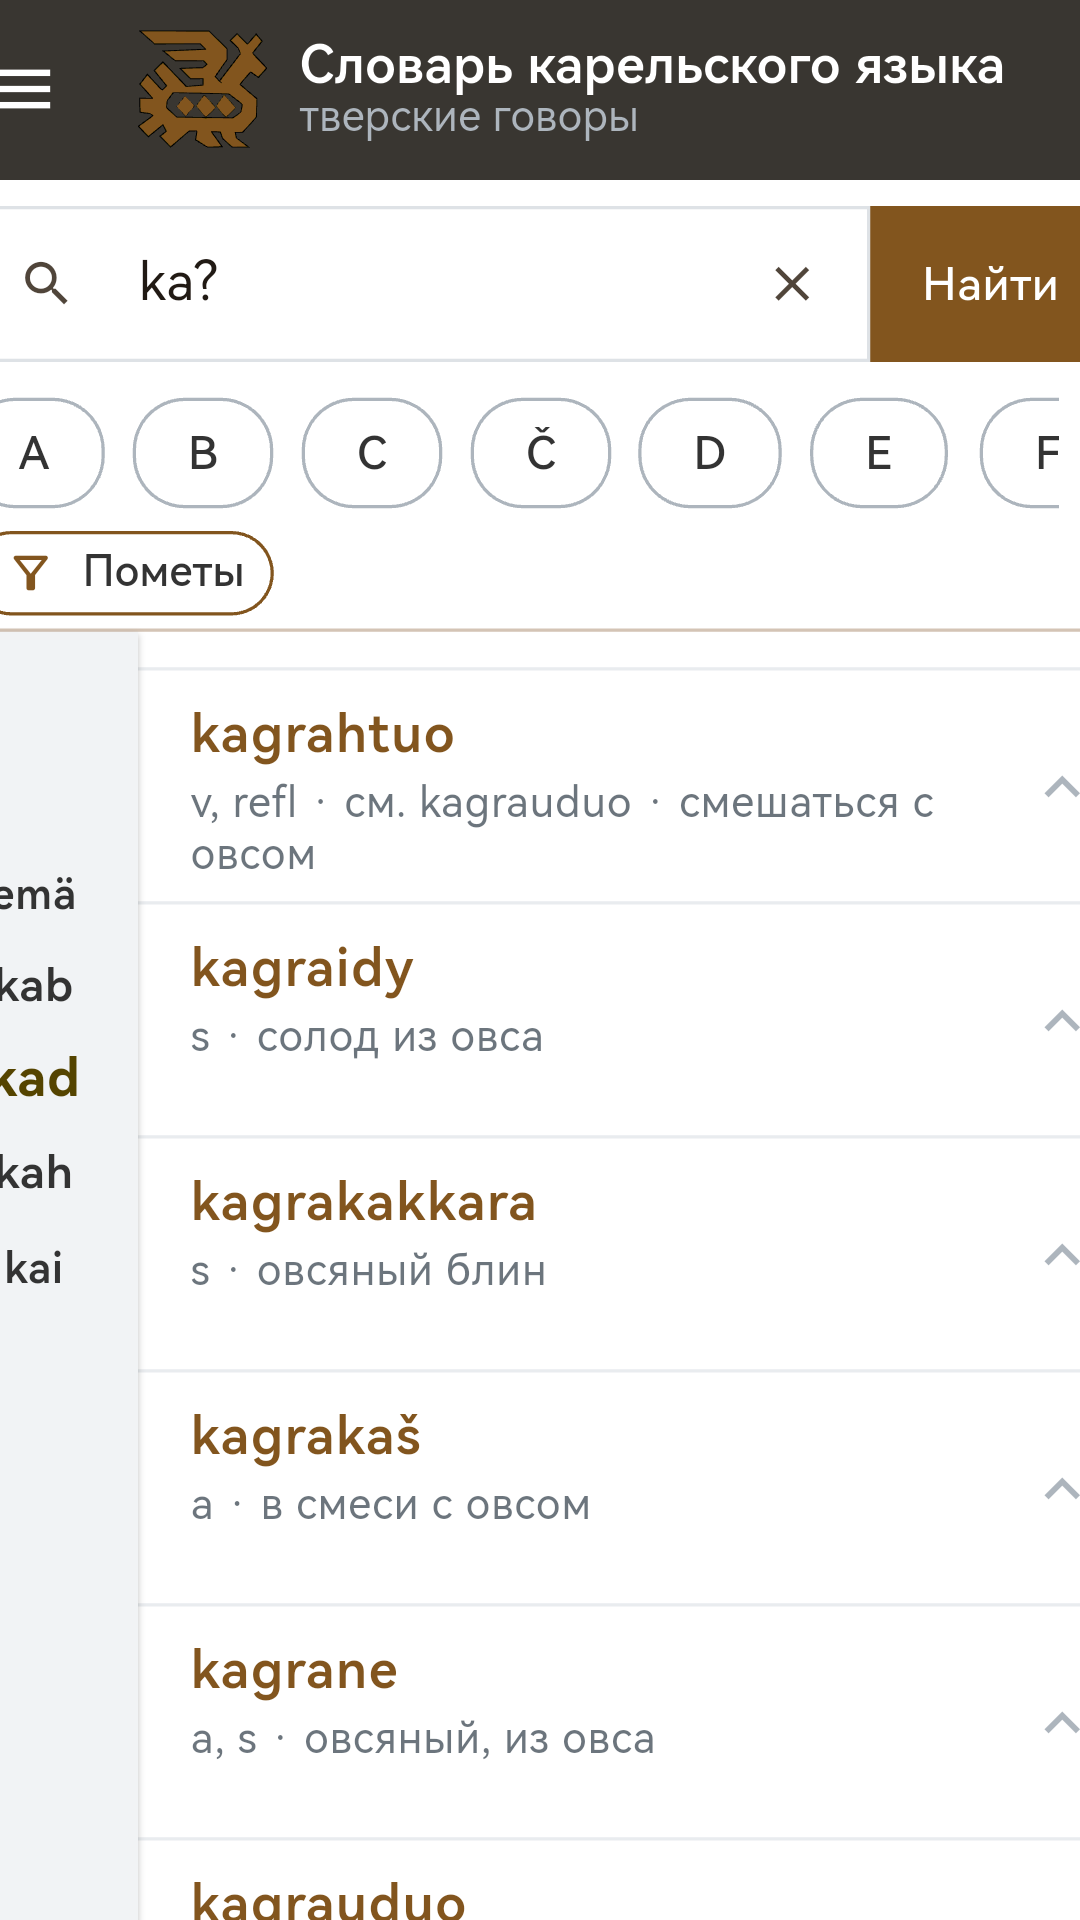 Словарь карельского языка
тверские говоры
ka?
Найти
A B C Č D E F
Пометы
emä
kab
kad
kah
kai
kagrahtuo
v, refl · см. kagrauduo · смешаться с
овсом
kagraidy
s · солод из овса
kagrakakkara
s · овсяный блин
kagrakaš
a · в смеси с овсом
kagrane
a, s · овсяный, из овса
kagrauduo